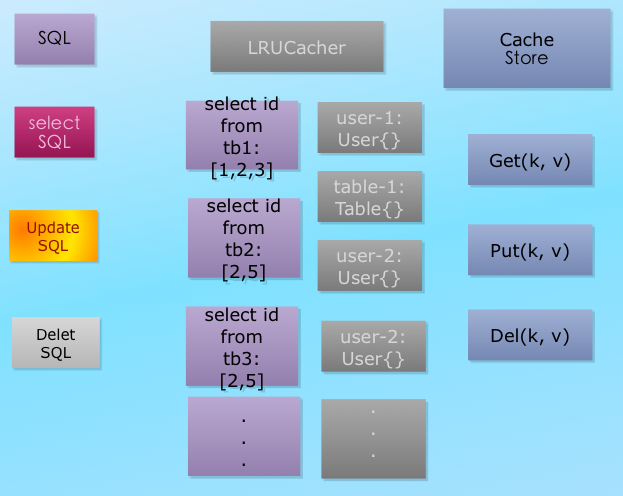 SQL
LRUCacher
Cache
Store
select
SQL
select id
from
tb1:
[1,2,3]
user-1:
User{}
Get(k, v)
table-1:
Table{}
Update
SQL
select id
from
tb2:
[2,5]
user-2:
User{}
Put(k, v)
Delet
SQL
select id
from
tb3:
[2,5]
user-2:
User{}
Del(k, v)
.
.
.
.
.
.